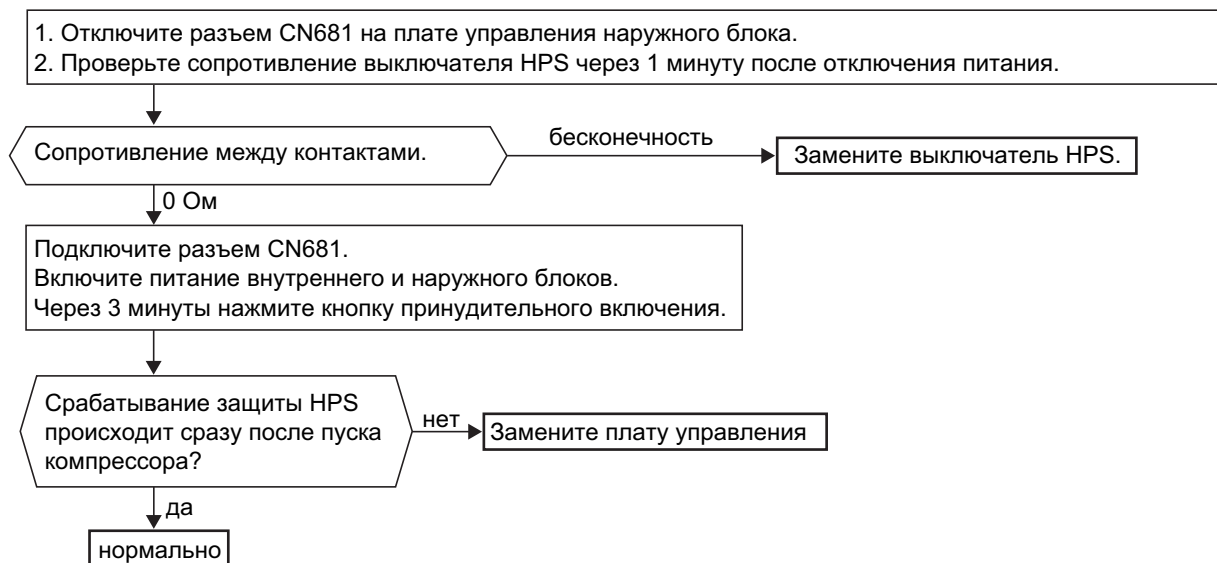 1. Отключите разъем CN681 на плате управления наружного блока.
2. Проверьте сопротивление выключателя HPS через 1 минуту после отключения питания.
Сопротивление между контактами.
бесконечность
Замените выключатель HPS.
0 Ом
Подключите разъем CN681.
Включите питание внутреннего и наружного блоков.
Через 3 минуты нажмите кнопку принудительного включения.
Срабатывание защиты HPS
происходит сразу после пуска
компрессора?
нет
Замените плату управления
да
нормально